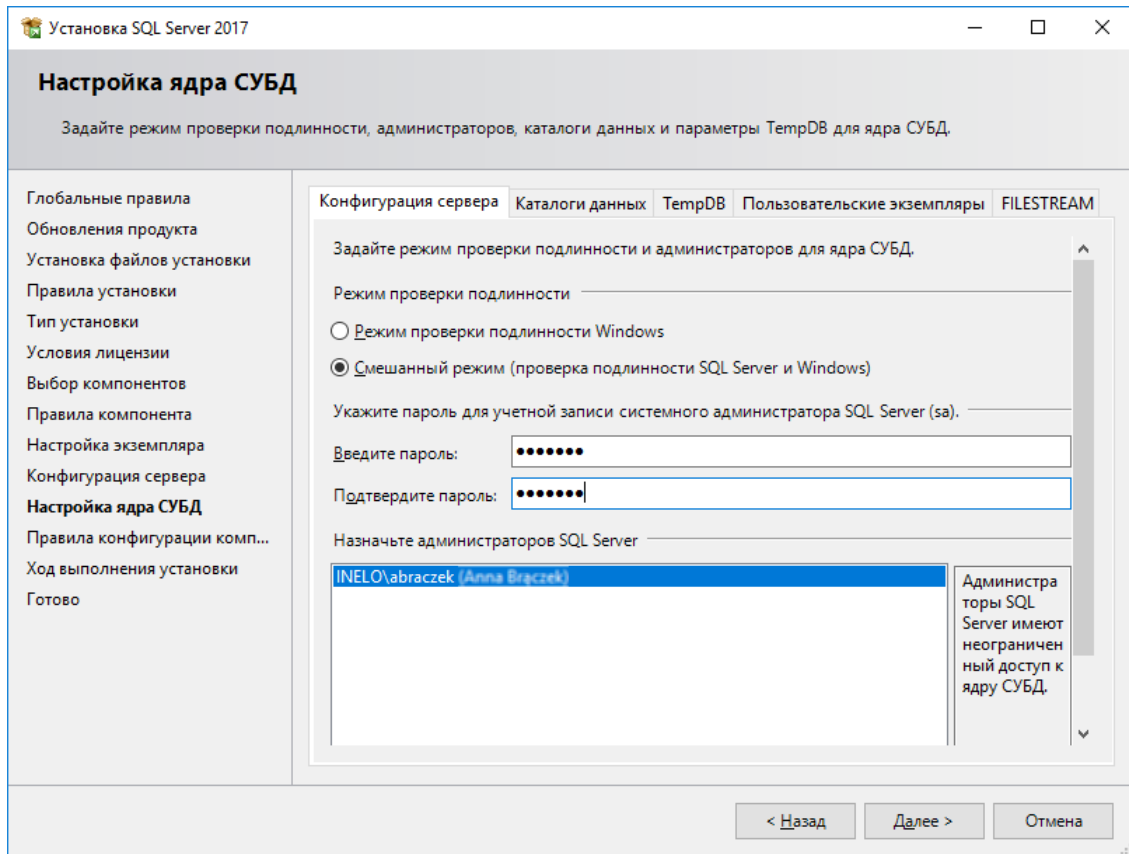 Установка SQL Server 2017
Настройка ядра СУБД
Задайте режим проверки подлинности, администраторов, каталоги данных и параметры TempDB для ядра СУБД.
Глобальные правила
Обновления продукта
Установка файлов установки
Правила установки
Тип установки
Условия лицензии
Выбор компонентов
Правила компонента
Настройка экземпляра
Конфигурация сервера
Настройка ядра СУБД
Правила конфигурации комп...
Ход выполнения установки
Готово
Конфигурация сервера Каталоги данных TempDB Пользовательские экземпляры FILESTREAM
Задайте режим проверки подлинности и администраторов для ядра СУБД.
Режим проверки подлинности
Режим проверки подлинности Windows
Смешанный режим (проверка подлинности SQL Server и Windows)
Укажите пароль для учетной записи системного администратора SQL Server (sa).
Введите пароль: •••••••
Подтвердите пароль: •••••••
Назначьте администраторов SQL Server
INELO\abraczek (Anna Brączek)
Администра
торы SQL
Server имеют
неограничен
ный доступ к
ядру СУБД.
< Назад Далее > Отмена